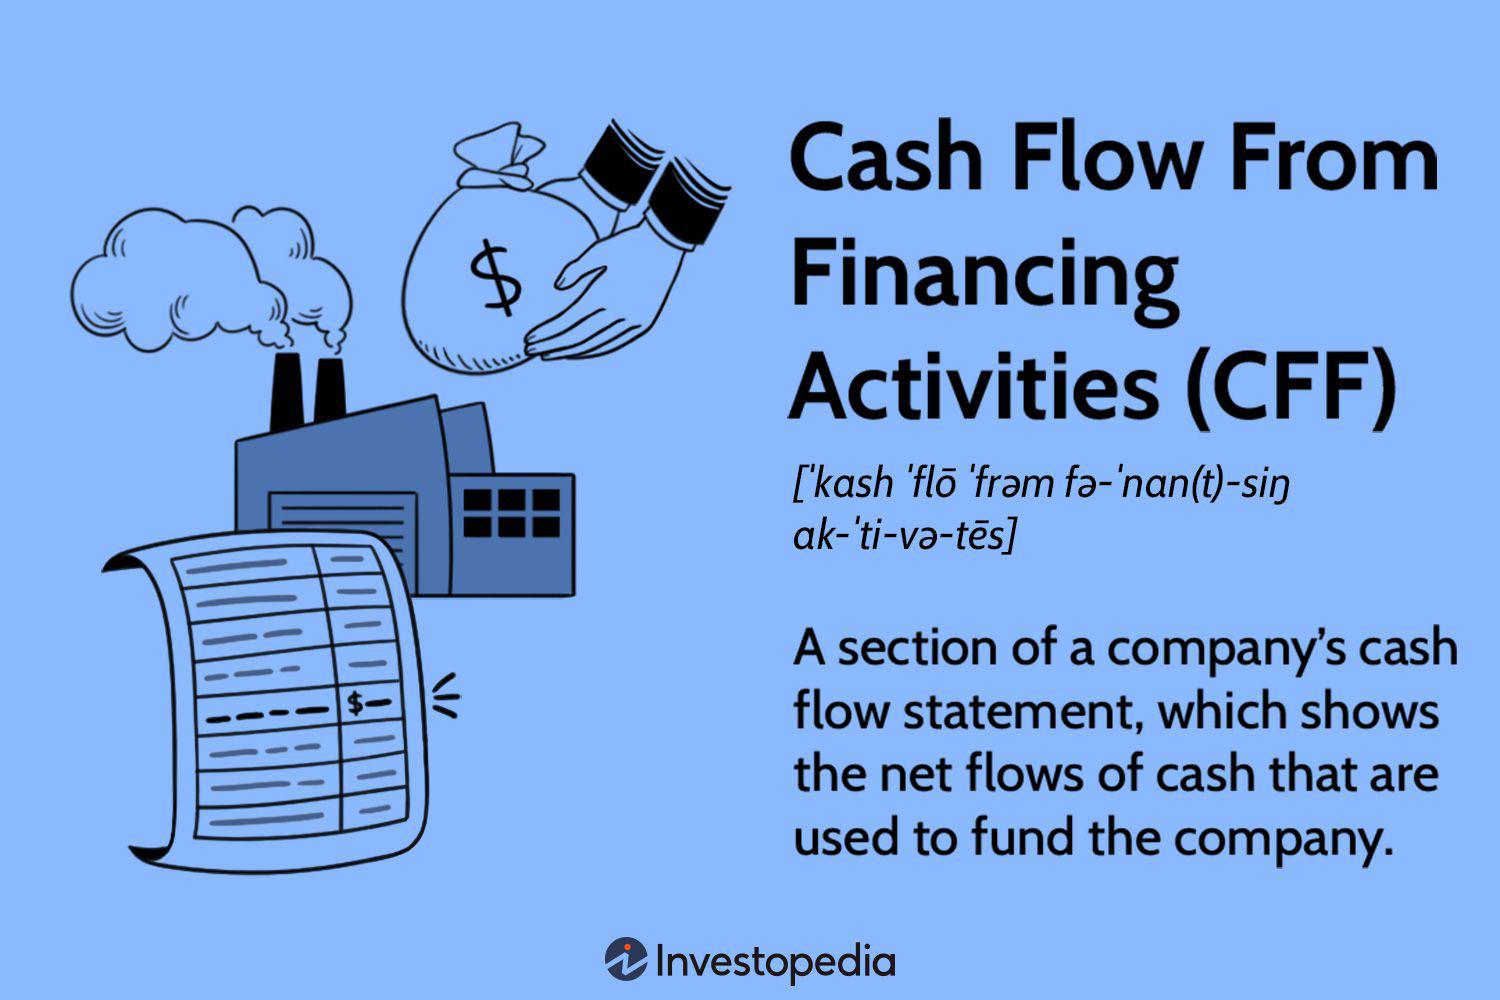 $
Cash Flow From
Financing
Activities (CFF)
[ˈkash ˈflō ˈfrəm fə-ˈnan(t)-siŋ
ak-ˈti-və-tēs]
A section of a company’s cash
flow statement, which shows
the net flows of cash that are
used to fund the company.
$
Investopedia